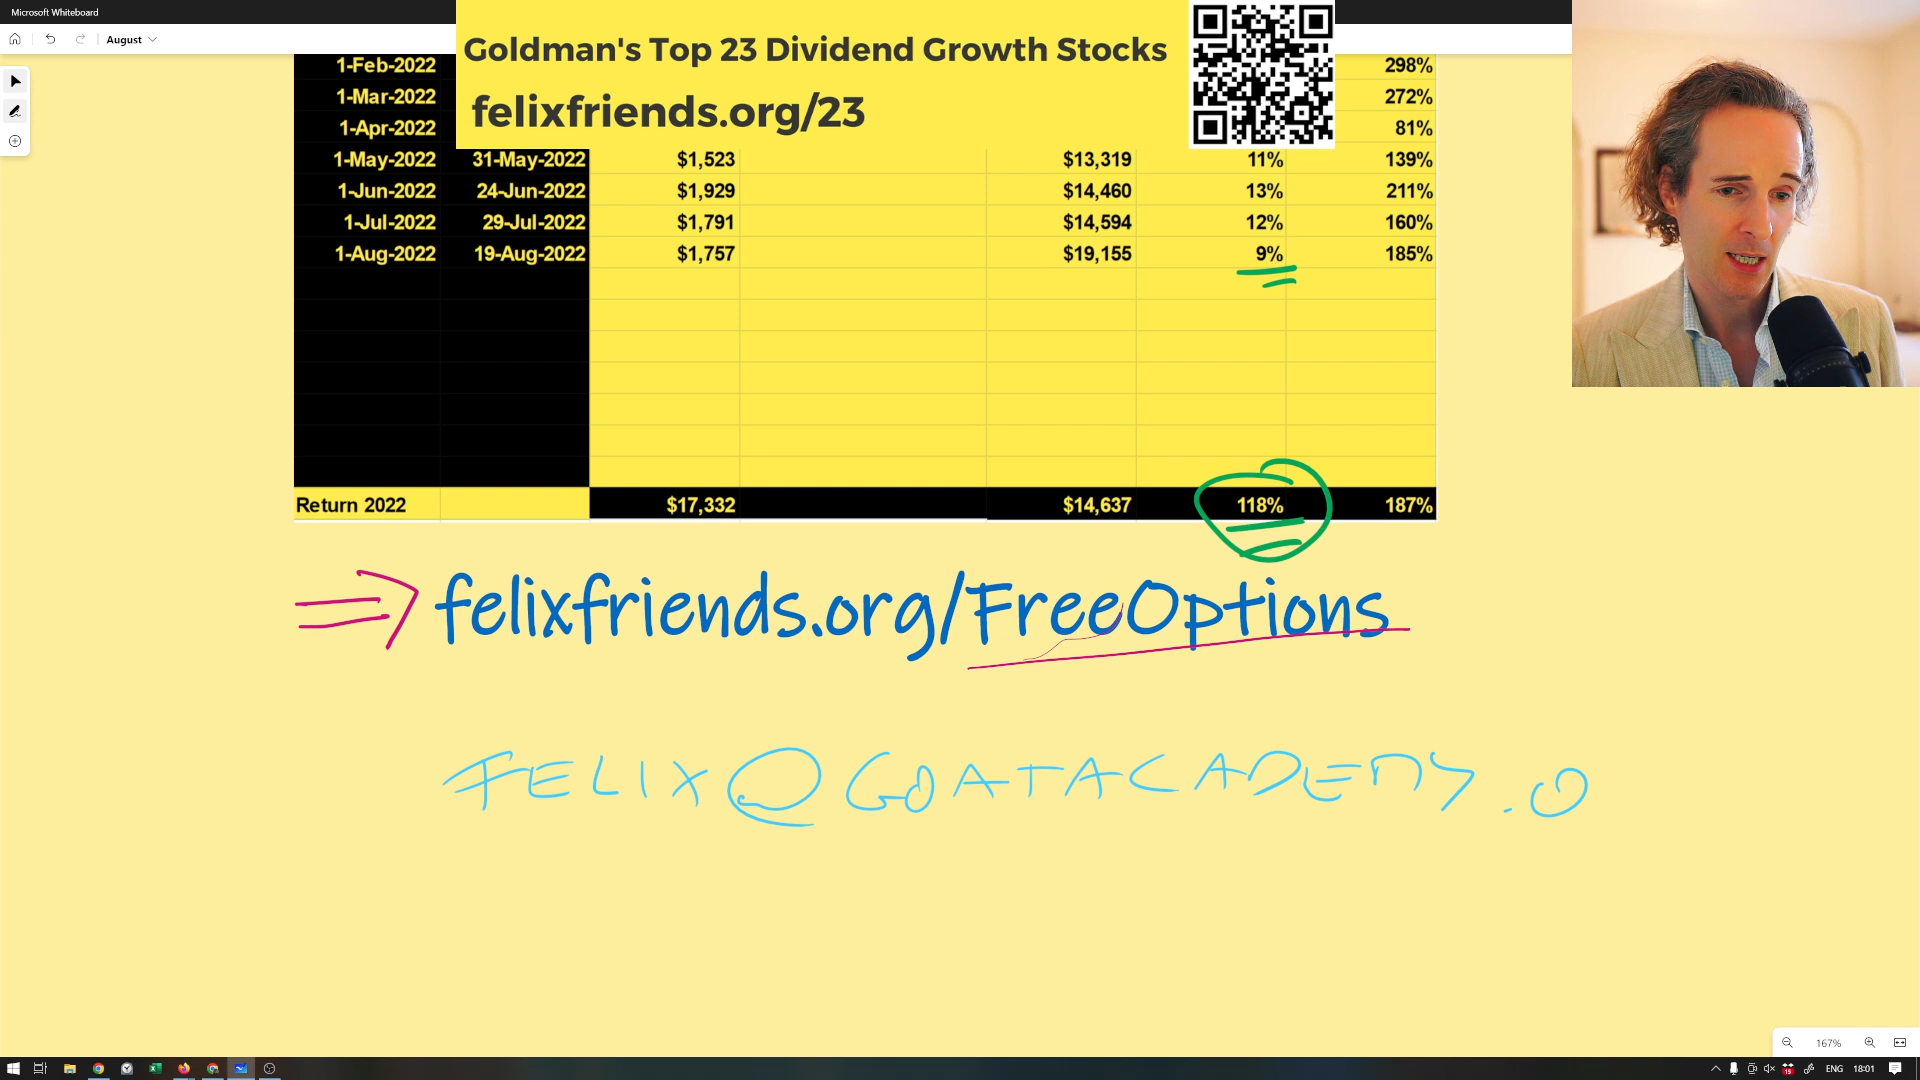 Microsoft Whiteboard
August
Goldman's Top 23 Dividend Growth Stocks
felixfriends.org/23
1-Feb-2022 298%
1-Mar-2022 272%
1-Apr-2022 81%
1-May-2022 31-May-2022 $1,523 $13,319 11% 139%
1-Jun-2022 24-Jun-2022 $1,929 $14,460 13% 211%
1-Jul-2022 29-Jul-2022 $1,791 $14,594 12% 160%
1-Aug-2022 19-Aug-2022 $1,757 $19,155 9% 185%
Return 2022 $17,332 $14,637 118% 187%
felixfriends.org/FreeOptions
FELIX@GOATACADEMY.O
167%
ENG 18:01